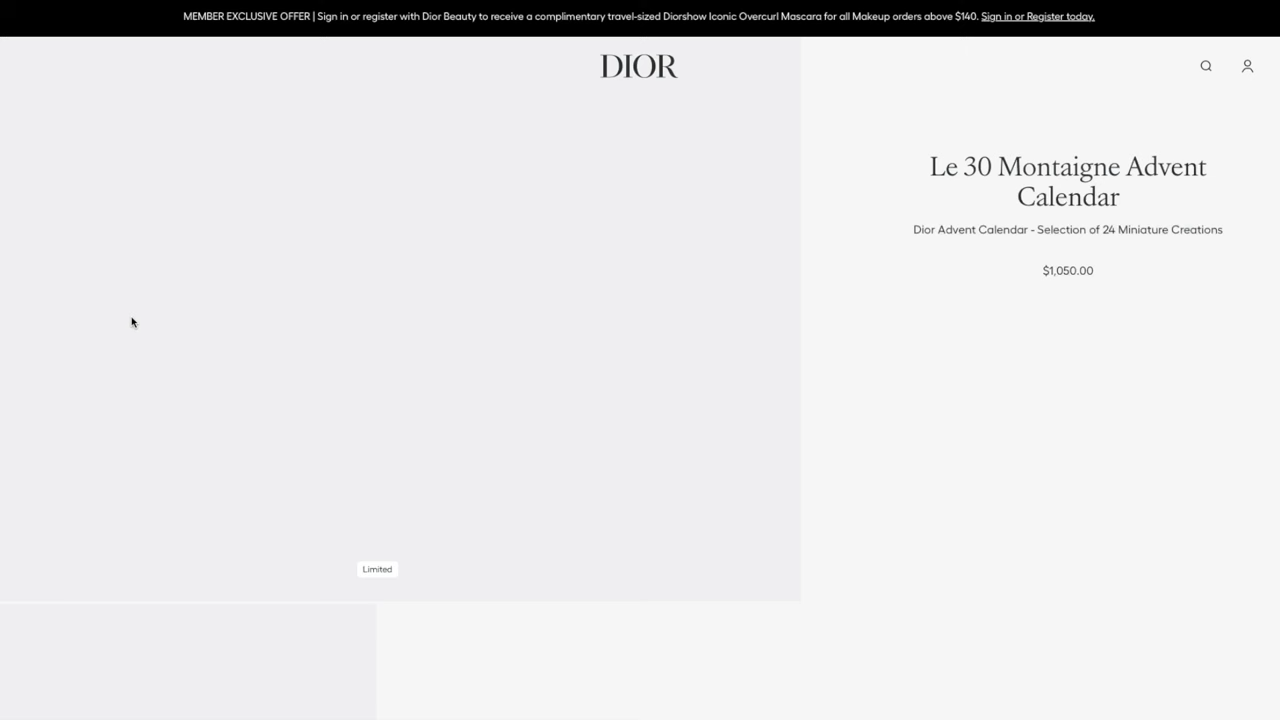 MEMBER EXCLUSIVE OFFER | Sign in or register with Dior Beauty to receive a complimentary travel-sized Diorshow Iconic Overcurl Mascara for all Makeup orders above $140. Sign in or Register today.
DIOR
Le 30 Montaigne Advent
Calendar
Dior Advent Calendar - Selection of 24 Miniature Creations
$1,050.00
Limited